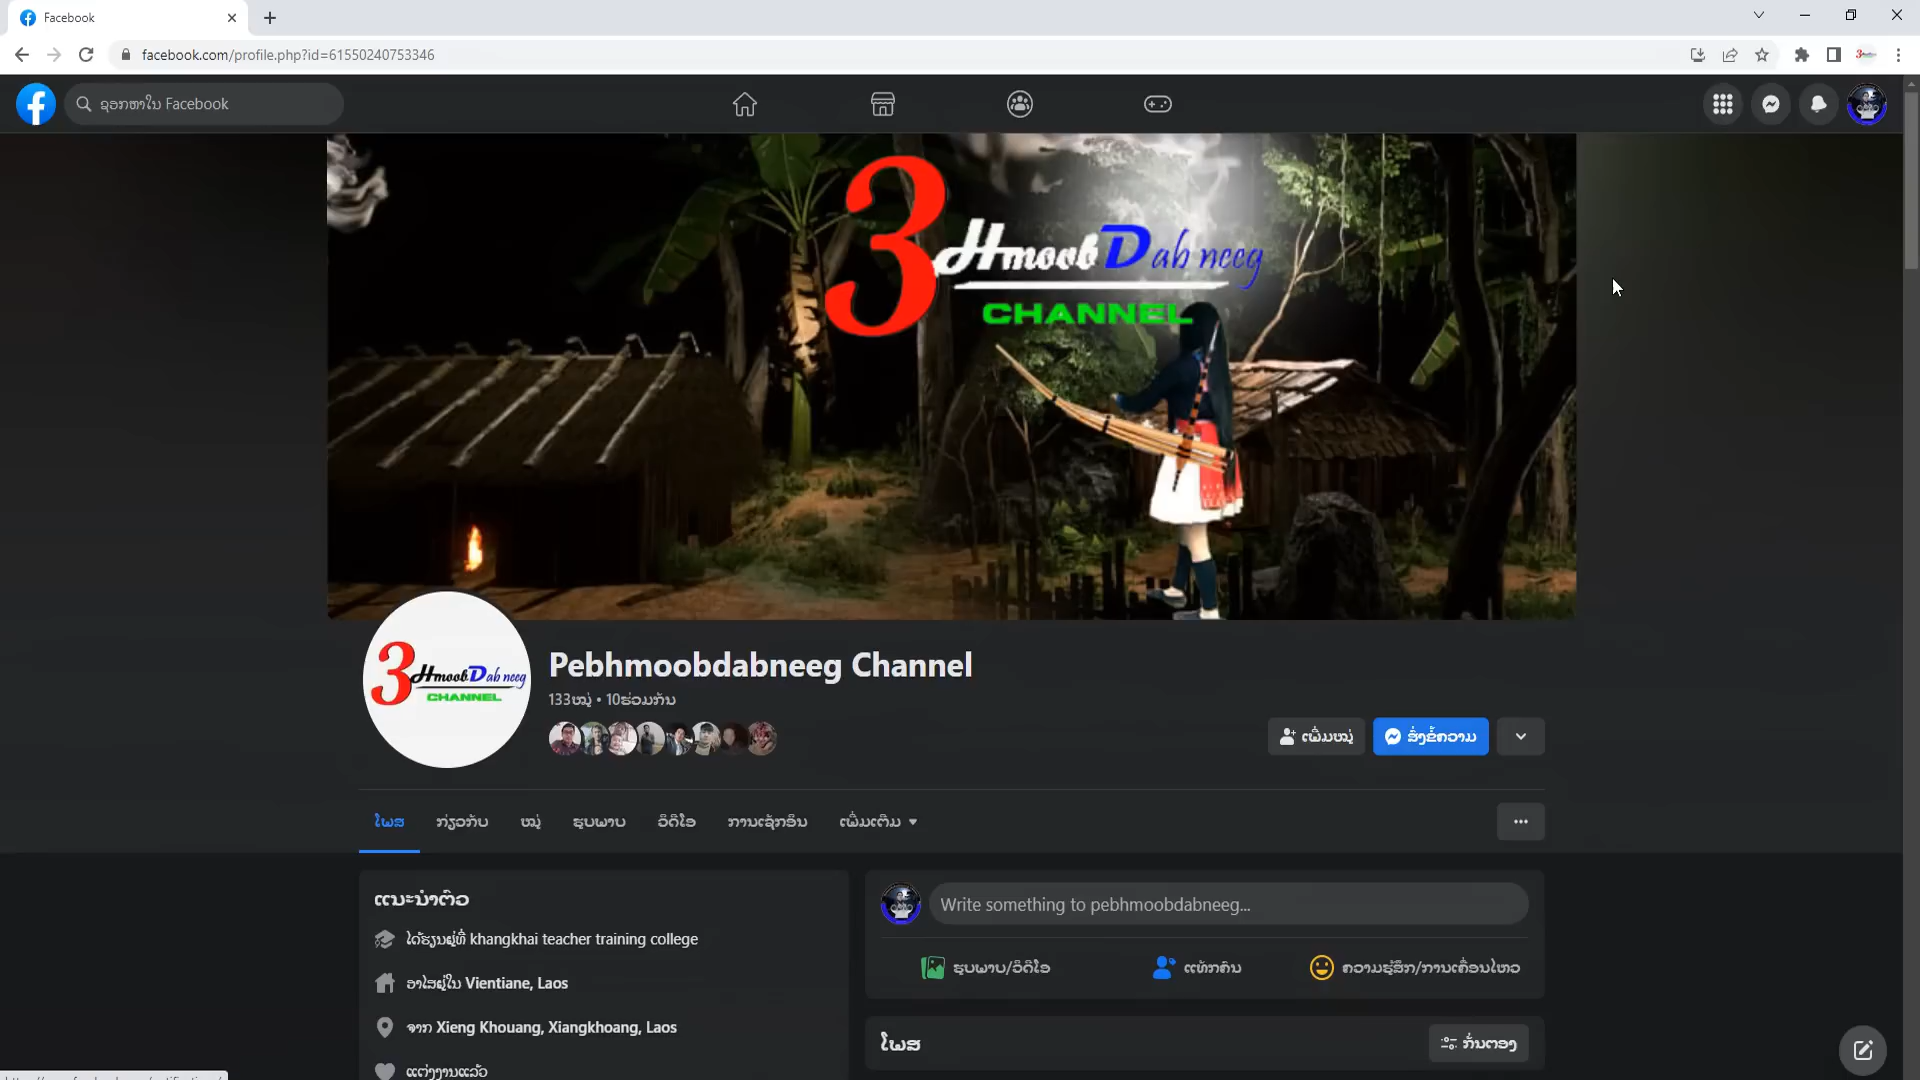 Facebook
facebook.com/profile.php?id=61550240753346
ຊອກຫາໃນ Facebook
3 Hmoob Dab neeg
CHANNEL
3 Hmoob Dab neeg
CHANNEL
Pebhmoobdabneeg Channel
133ໝູ່ • 10ຮ່ວມກັນ
ເພີ່ມໝູ່
ສົ່ງຂໍ້ຄວາມ
ໂພສ
ກ່ຽວກັບ
ໝູ່
ຮູບພາບ
ວິດີໂອ
ການເຊັກອິນ
ເພີ່ມເຕີມ
ແນະນຳຕົວ
ໄດ້ຮຽນຢູ່ທີ່ khangkhai teacher training college
ອາໄສຢູ່ໃນ Vientiane, Laos
ຈາກ Xieng Khouang, Xiangkhoang, Laos
ແຕ່ງງານແລ້ວ
Write something to pebhmoobdabneeg...
ຮູບພາບ/ວິດີໂອ
ແທັກຄົນ
ຄວາມຮູ້ສຶກ/ການເຄື່ອນໄຫວ
ໂພສ
ກັ່ນຕອງ